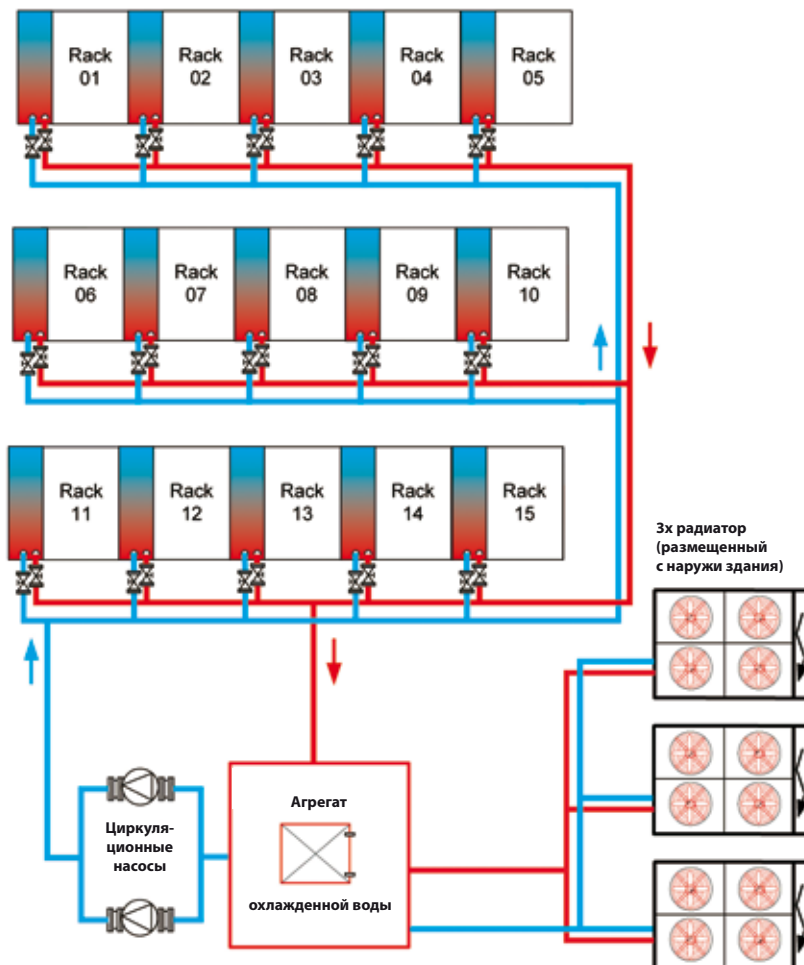 Rack
01
Rack
02
Rack
03
Rack
04
Rack
05
Rack
06
Rack
07
Rack
08
Rack
09
Rack
10
Rack
11
Rack
12
Rack
13
Rack
14
Rack
15
3x радиатор
(размещенный
с наружи здания)
Циркуля-
ционные
насосы
Агрегат
охлажденной воды